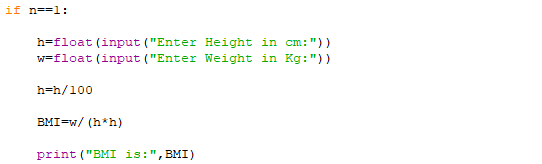 if n==1:
h=float(input("Enter Height in cm:"))
w=float(input("Enter Weight in Kg:"))
h=h/100
BMI=w/(h*h)
print("BMI is:",BMI)